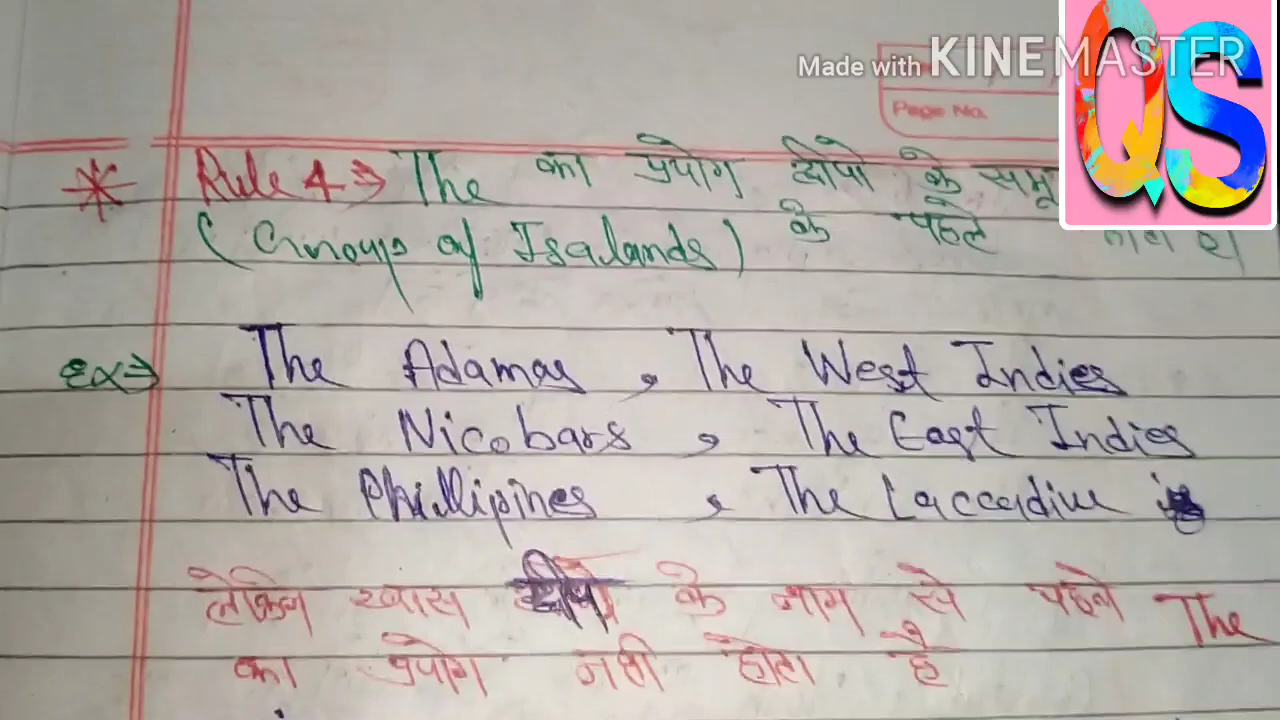 Made with KINEMASTER
QS
Page No.
Rule 4 ⇒ The का प्रयोग द्वीपो के समू
(Group of Isalands) के पहले होता है।
Ex ⇒ The Adamas , The West Indies
The Nicobars , The East Indies
The Phillipines , The Laccadive
लेकिन खास द्वीपो के नाम से पहले The
का प्रयोग नही होता है